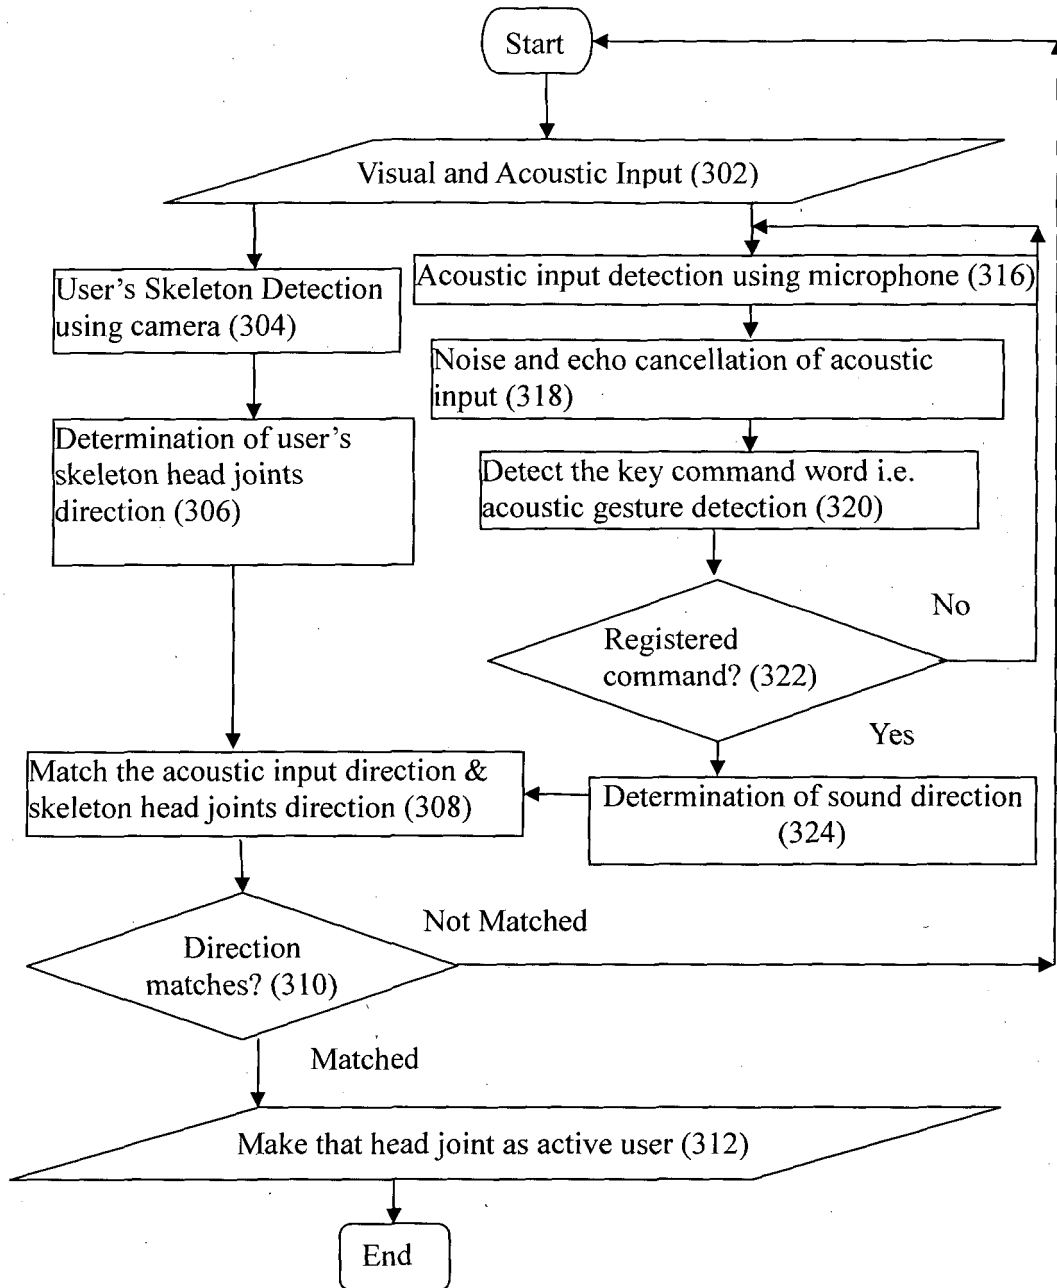 Start
Visual and Acoustic Input (302)
User's Skeleton Detection
using camera (304)
Acoustic input detection using microphone (316)
Noise and echo cancellation of acoustic
input (318)
Determination of user's
skeleton head joints
direction (306)
Detect the key command word i.e.
acoustic gesture detection (320)
No
Registered
command? (322)
Yes
Match the acoustic input direction &
skeleton head joints direction (308)
Determination of sound direction
(324)
Not Matched
Direction
matches? (310)
Matched
Make that head joint as active user (312)
End